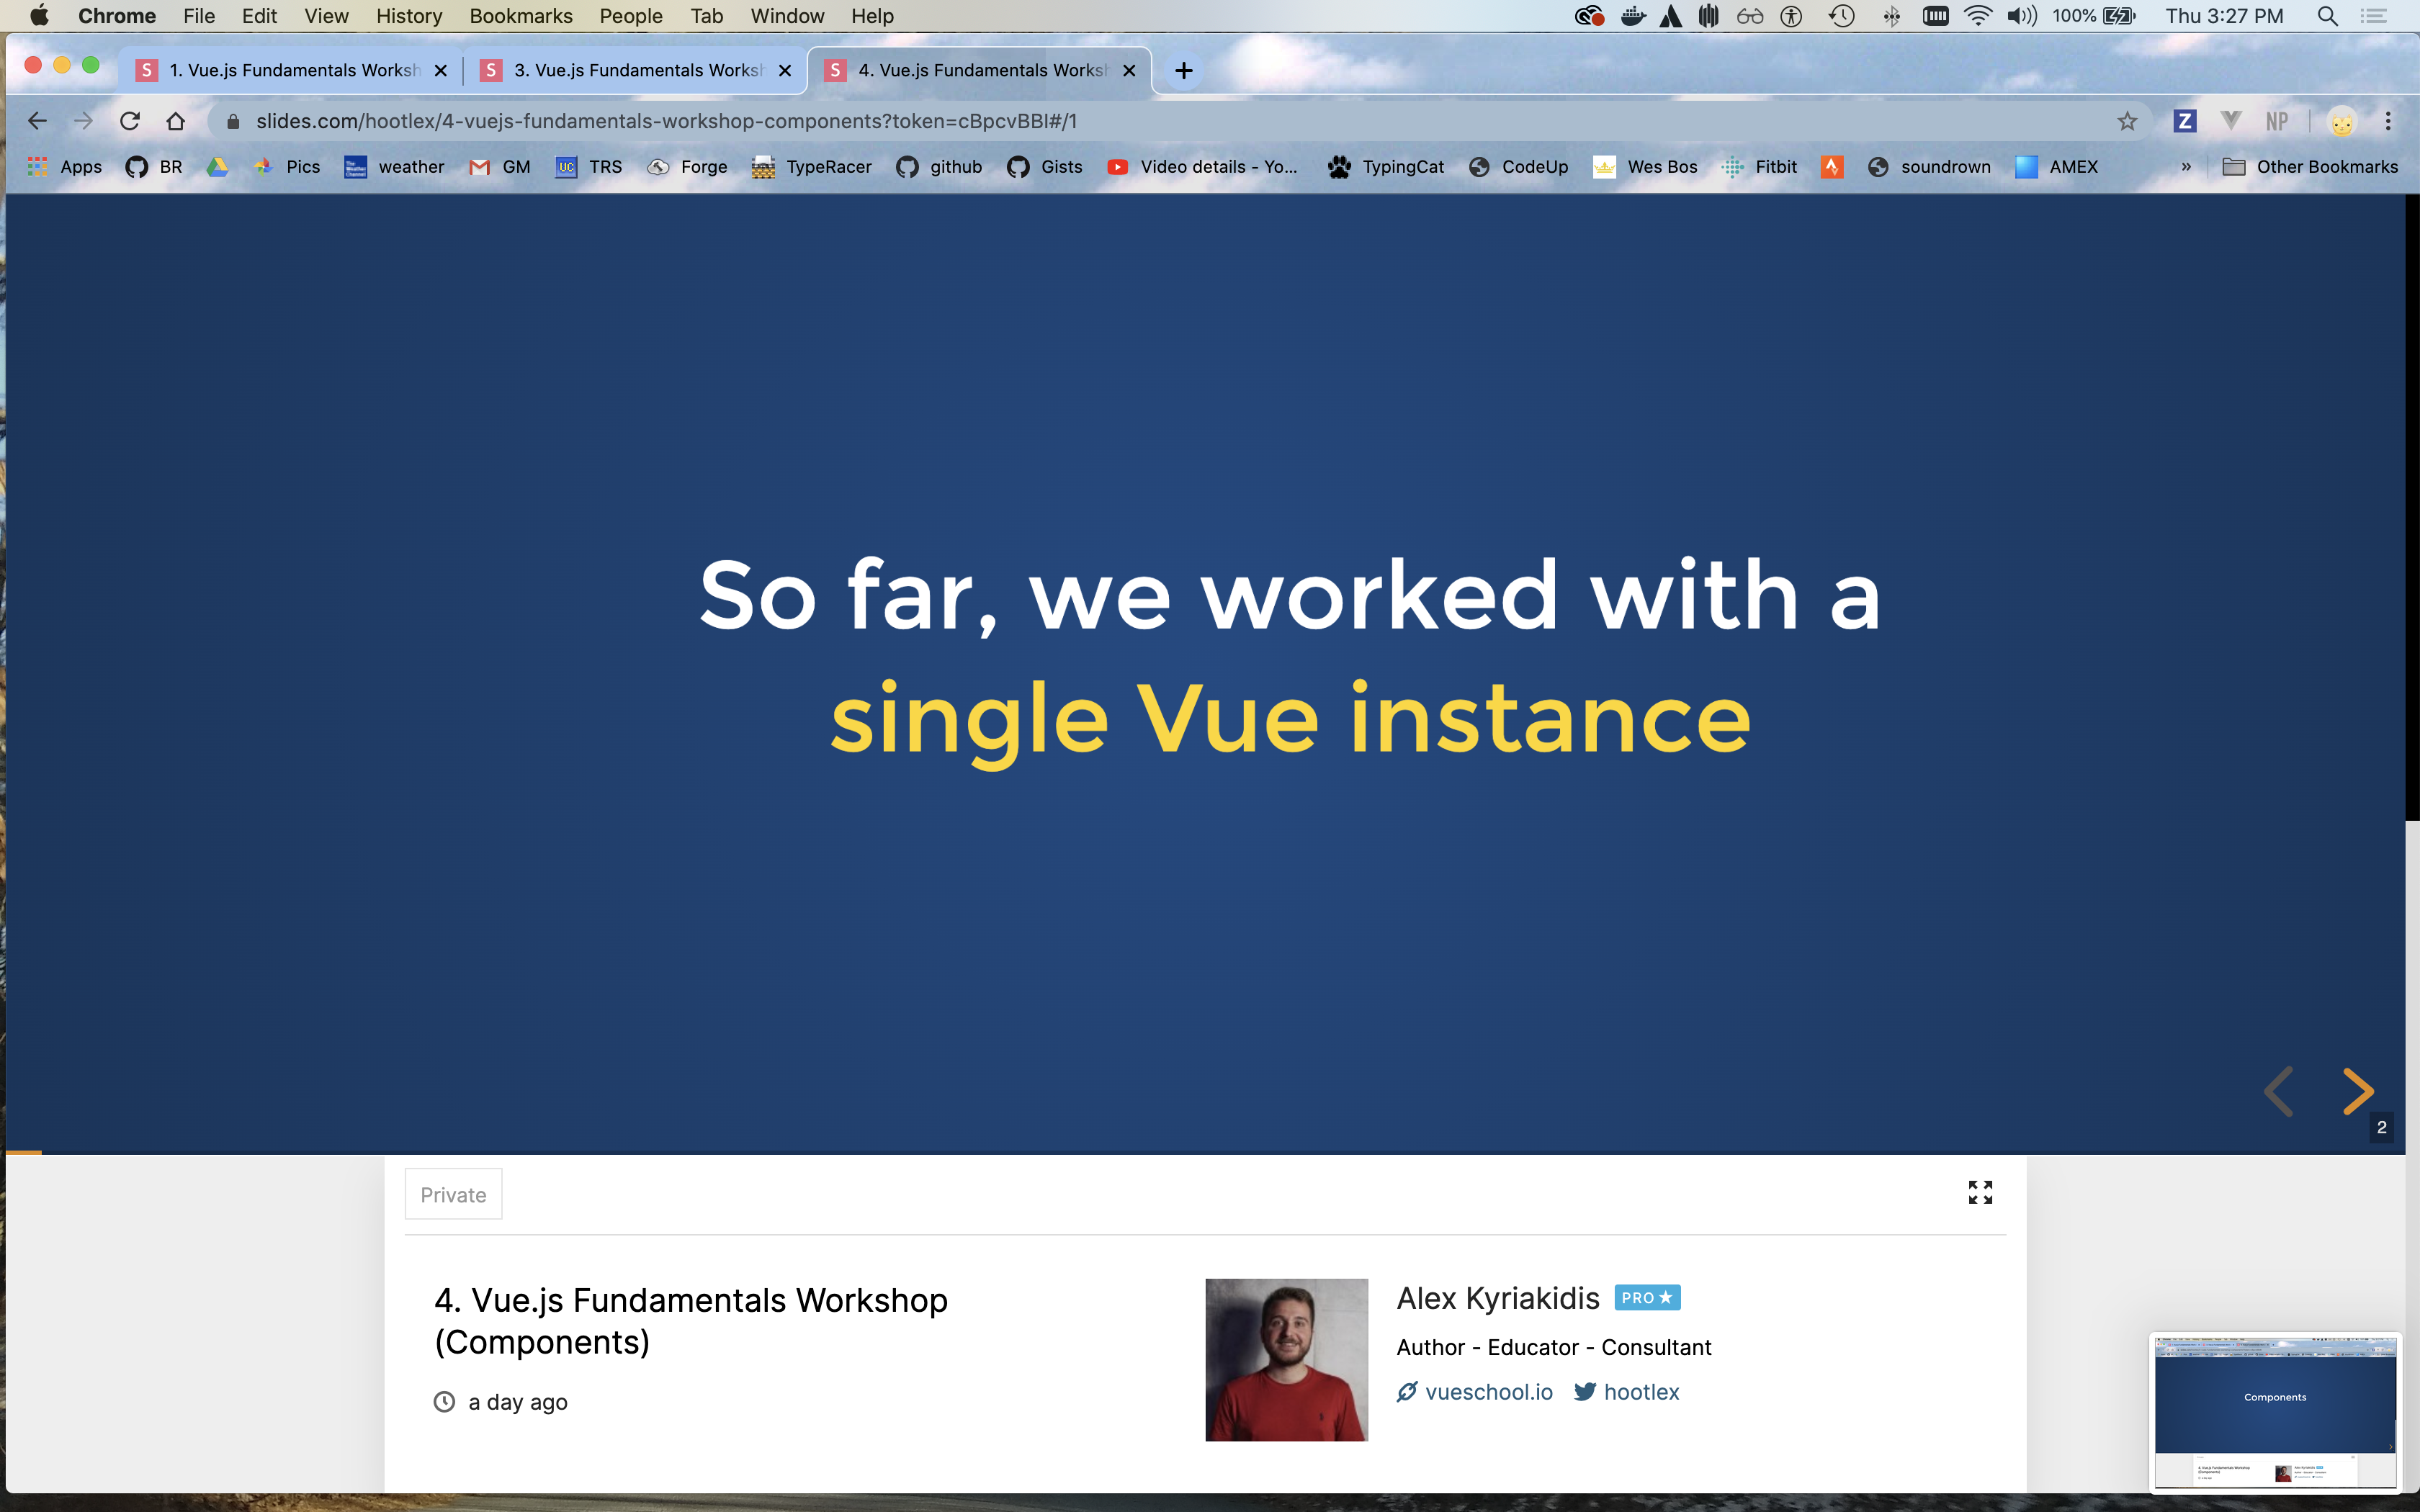 Chrome File Edit View History Bookmarks People Tab Window Help 100% Thu 3:27 PM
S 1. Vue.js Fundamentals Worksh S 3. Vue.js Fundamentals Worksh S 4. Vue.js Fundamentals Worksh
slides.com/hootlex/4-vuejs-fundamentals-workshop-components?token=cBpcvBBI#/1 Z NP
Apps BR Pics weather GM UC TRS Forge TypeRacer github Gists Video details - Yo... TypingCat CodeUp Wes Bos Fitbit soundrown AMEX » Other Bookmarks
So far, we worked with a
single Vue instance
2
Private
4. Vue.js Fundamentals Workshop
(Components)
a day ago
Alex Kyriakidis PRO
Author - Educator - Consultant
vueschool.io hootlex
Components